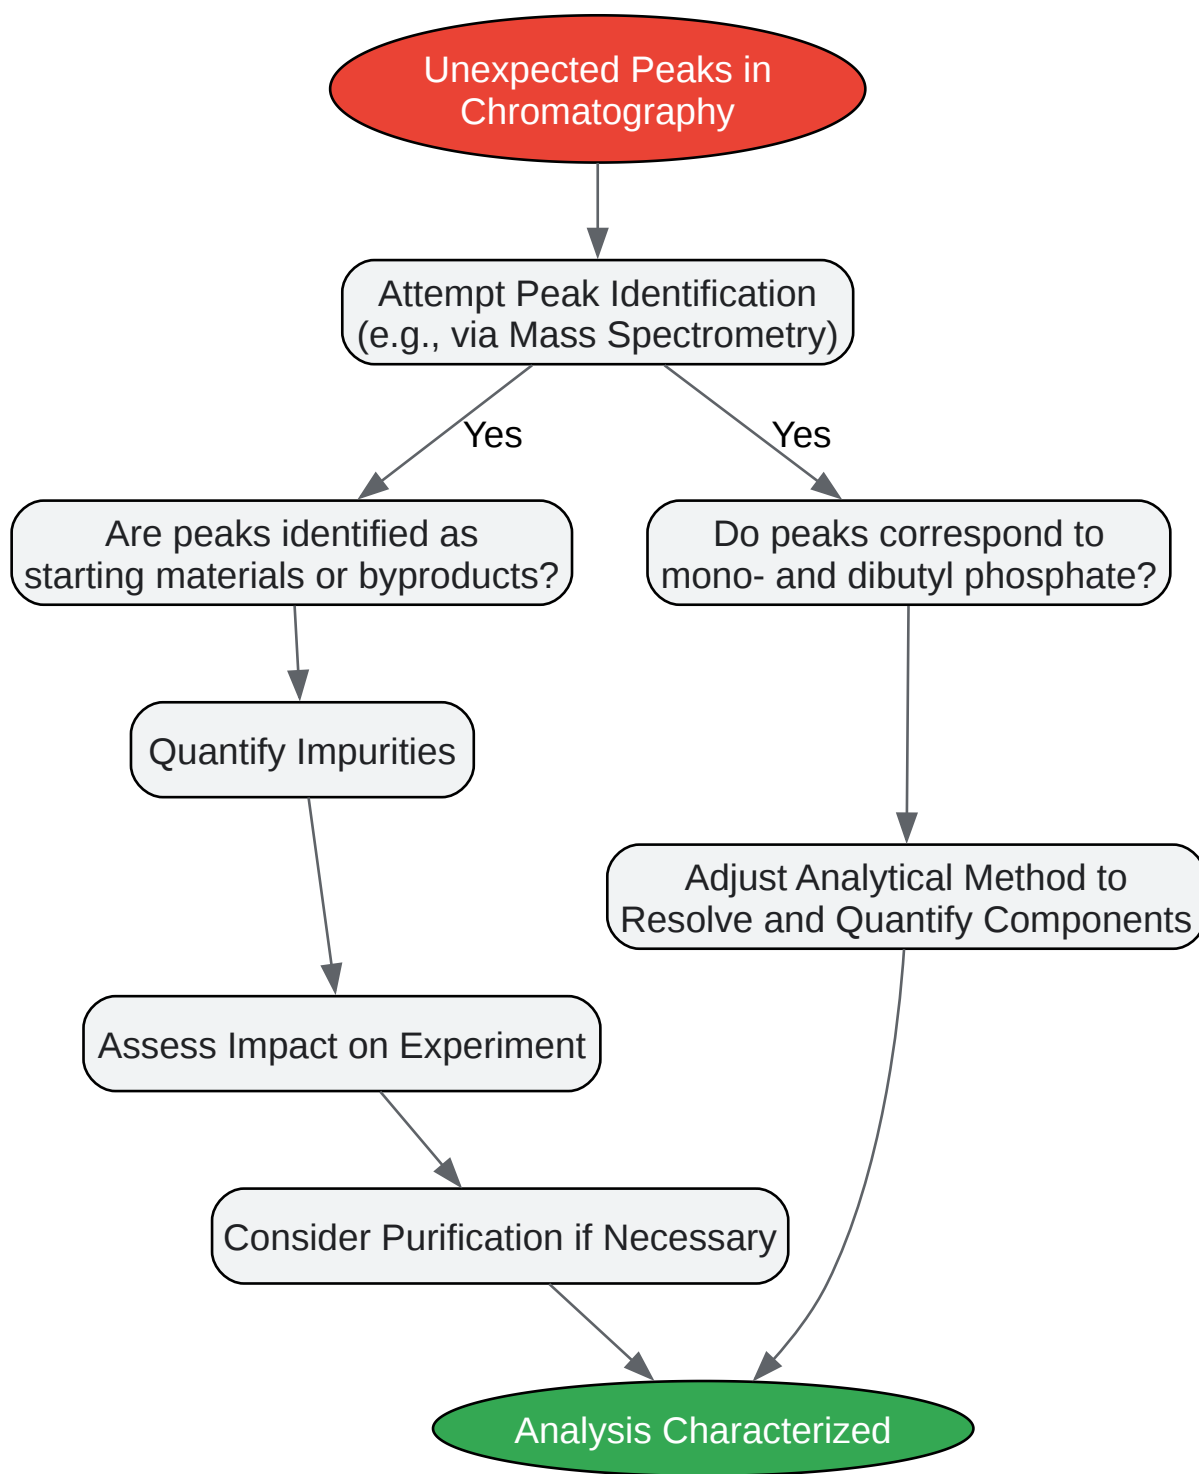 Unexpected Peaks in
Chromatography
Attempt Peak Identification
(e.g., via Mass Spectrometry)
Yes
Yes
Are peaks identified as
starting materials or byproducts?
Do peaks correspond to
mono- and dibutyl phosphate?
Quantify Impurities
Adjust Analytical Method to
Resolve and Quantify Components
Assess Impact on Experiment
Consider Purification if Necessary
Analysis Characterized